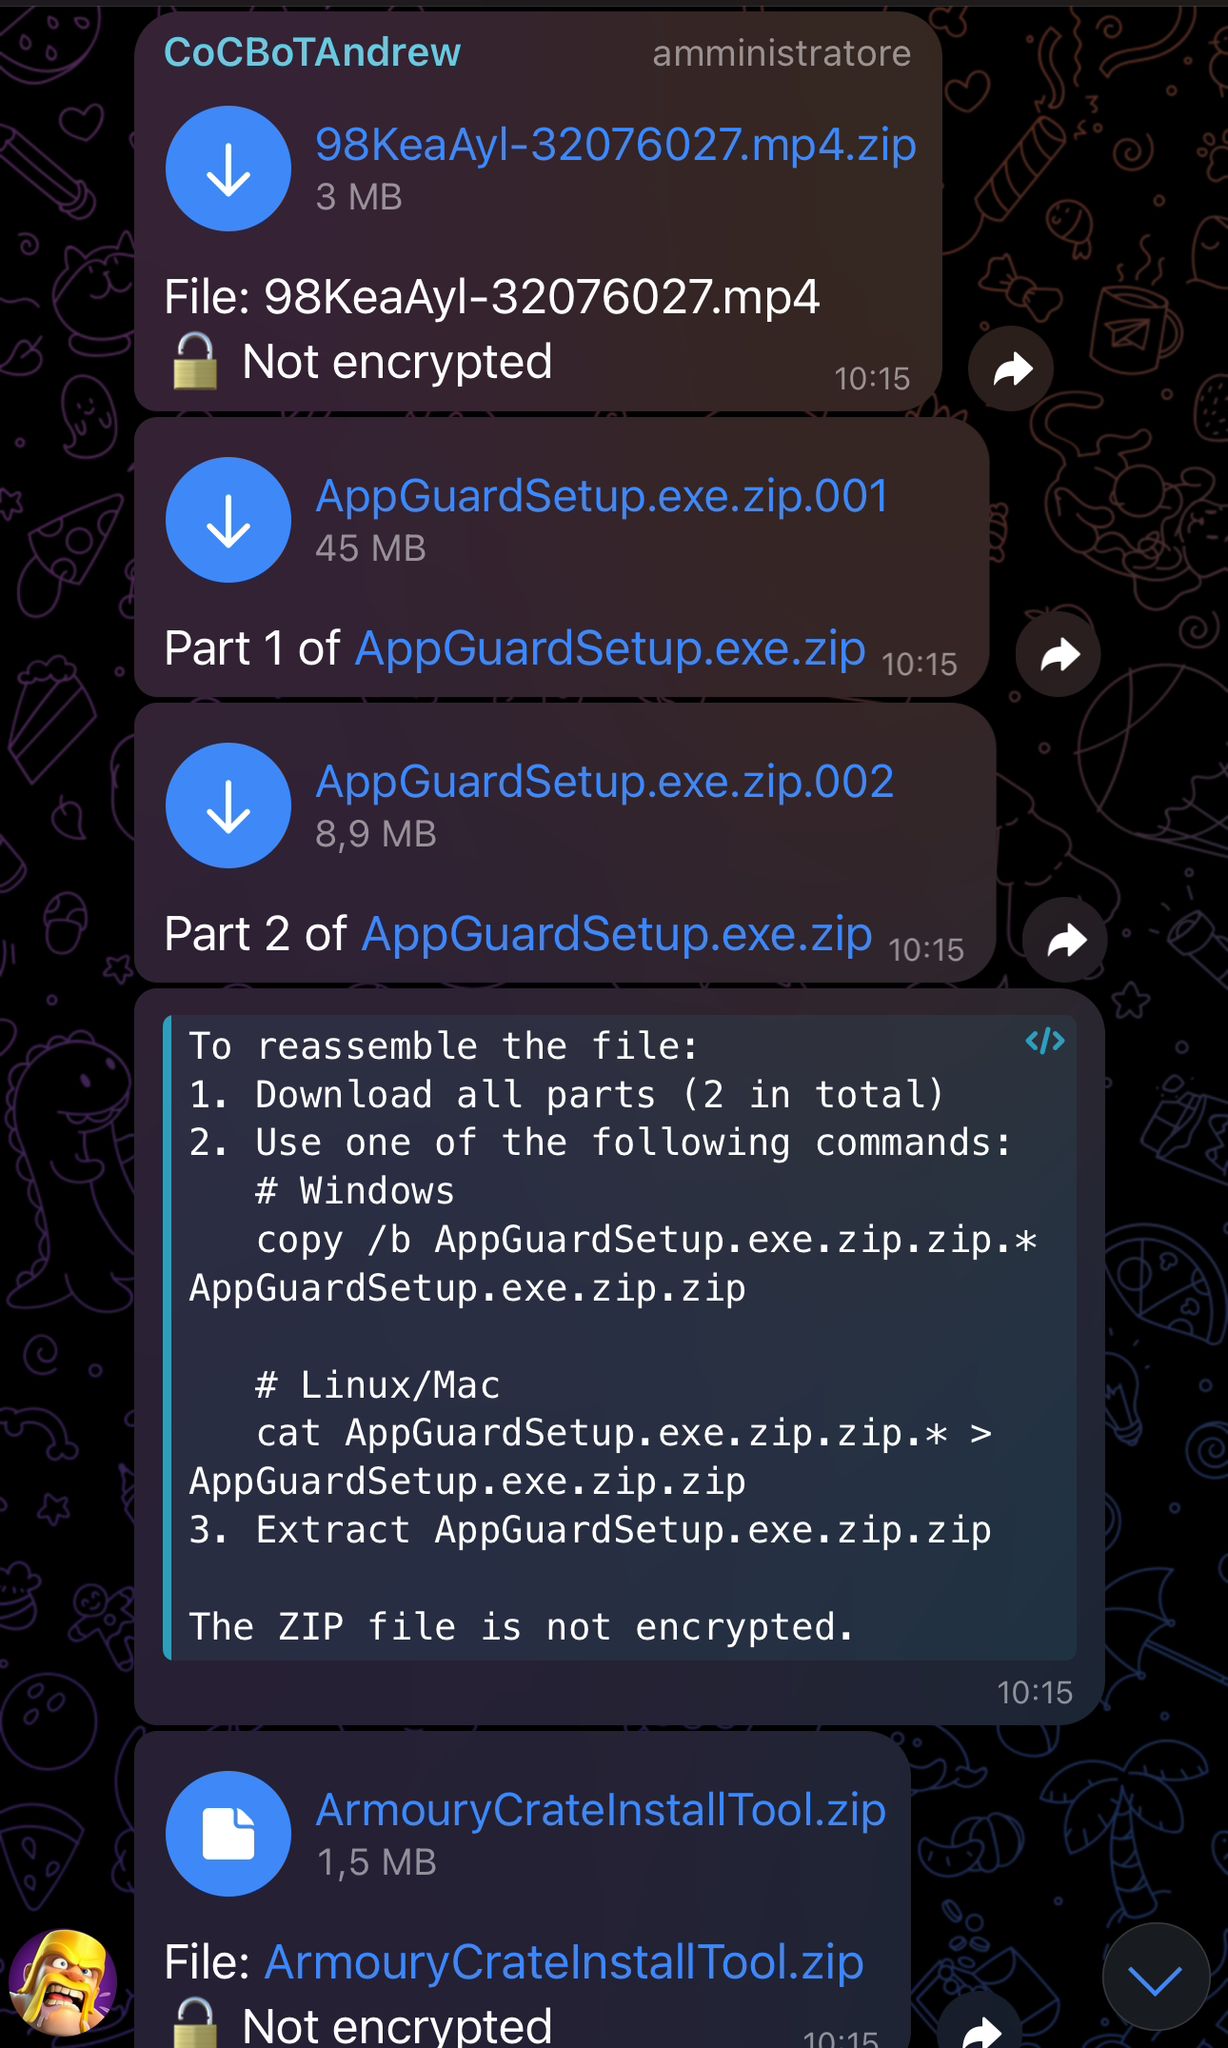 CoCBoTAndrew amministratore
98KeaAyl-32076027.mp4.zip
3 MB
File: 98KeaAyl-32076027.mp4
🔓 Not encrypted 10:15
AppGuardSetup.exe.zip.001
45 MB
Part 1 of AppGuardSetup.exe.zip 10:15
AppGuardSetup.exe.zip.002
8,9 MB
Part 2 of AppGuardSetup.exe.zip 10:15
To reassemble the file:
1. Download all parts (2 in total)
2. Use one of the following commands:
# Windows
copy /b AppGuardSetup.exe.zip.zip.*
AppGuardSetup.exe.zip.zip
# Linux/Mac
cat AppGuardSetup.exe.zip.zip.* >
AppGuardSetup.exe.zip.zip
3. Extract AppGuardSetup.exe.zip.zip
The ZIP file is not encrypted.
10:15
ArmouryCrateInstallTool.zip
1,5 MB
File: ArmouryCrateInstallTool.zip
🔓 Not encrypted 10:15